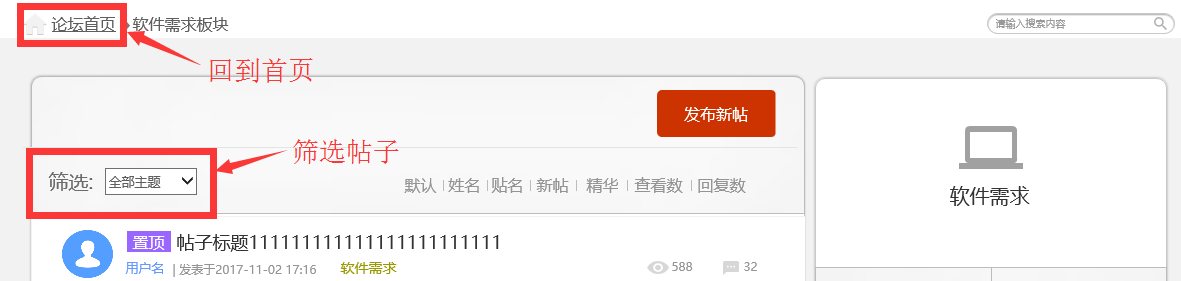 论坛首页 » 软件需求板块
请输入搜索内容
回到首页
发布新帖
筛选帖子
筛选: 全部主题
默认 | 姓名 | 贴名 | 新帖 | 精华 | 查看数 | 回复数
软件需求
置顶 帖子标题1111111111111111111111111
用户名 | 发表于2017-11-02 17:16 软件需求 588 32